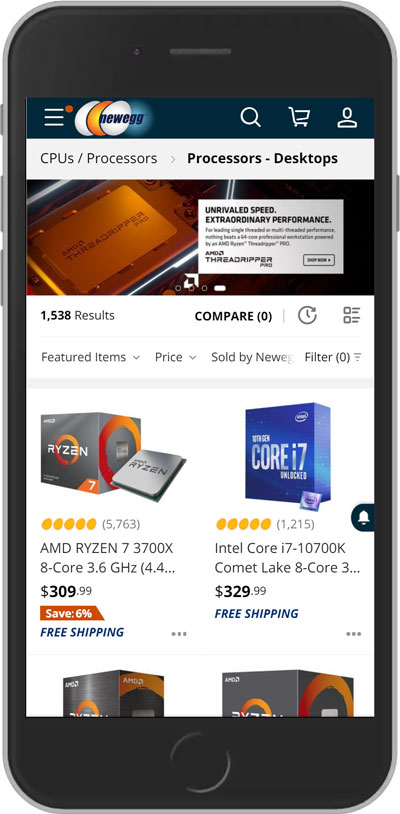 newegg
CPUs / Processors > Processors - Desktops
UNRIVALED SPEED.
EXTRAORDINARY PERFORMANCE.
For leading single threaded or multi-threaded performance,
nothing beats a 64-core professional workstation powered
by an AMD Ryzen™ Threadripper™ PRO.
AMD
THREADRIPPER
PRO
SHOP NOW ▸
AMD
THREADRIPPER
PRO
1,538 Results
COMPARE (0)
Featured Items
Price
Sold by Neweg
Filter (0)
AMD
RYZEN
7
AMD
RYZEN
(5,763)
AMD RYZEN 7 3700X
8-Core 3.6 GHz (4.4...
$309.99
Save: 6%
FREE SHIPPING
intel
10TH GEN
CORE i7
UNLOCKED
(1,215)
Intel Core i7-10700K
Comet Lake 8-Core 3...
$329.99
FREE SHIPPING
AMD
AMD